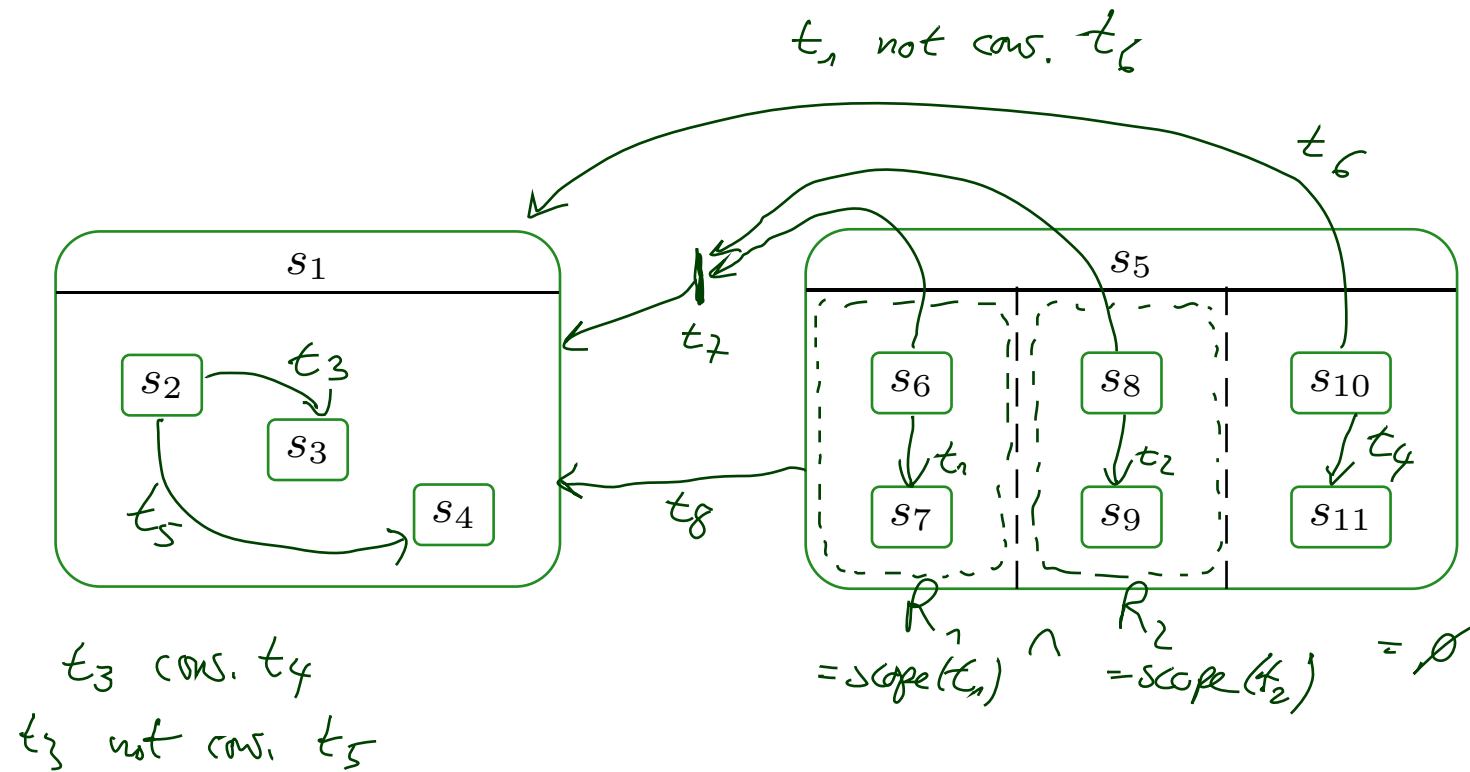 t₁ not cons. t₆
t₆
s₁
s₅
t₇
t₃
s₂
s₆
s₈
s₁₀
s₃
t₁
t₂
t₄
t₅
s₄
t₈
s₇
s₉
s₁₁
R₁ ∩ R₂ = ∅
=scope(t₁) =scope(t₂)
t₃ cons. t₄
t₃ not cons. t₅